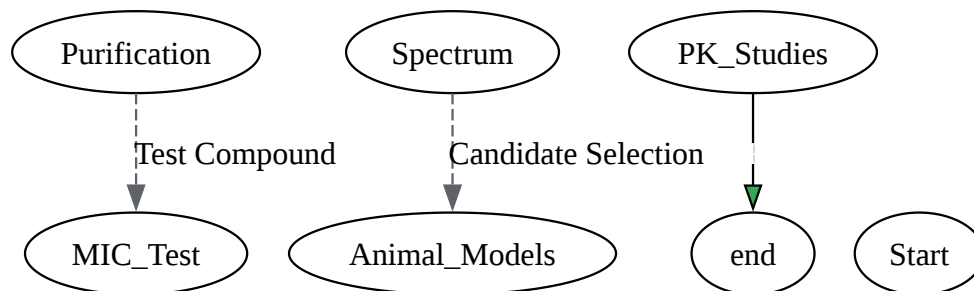 Purification
Spectrum
PK_Studies
Test Compound
Candidate Selection
MIC_Test
Animal_Models
end
Start